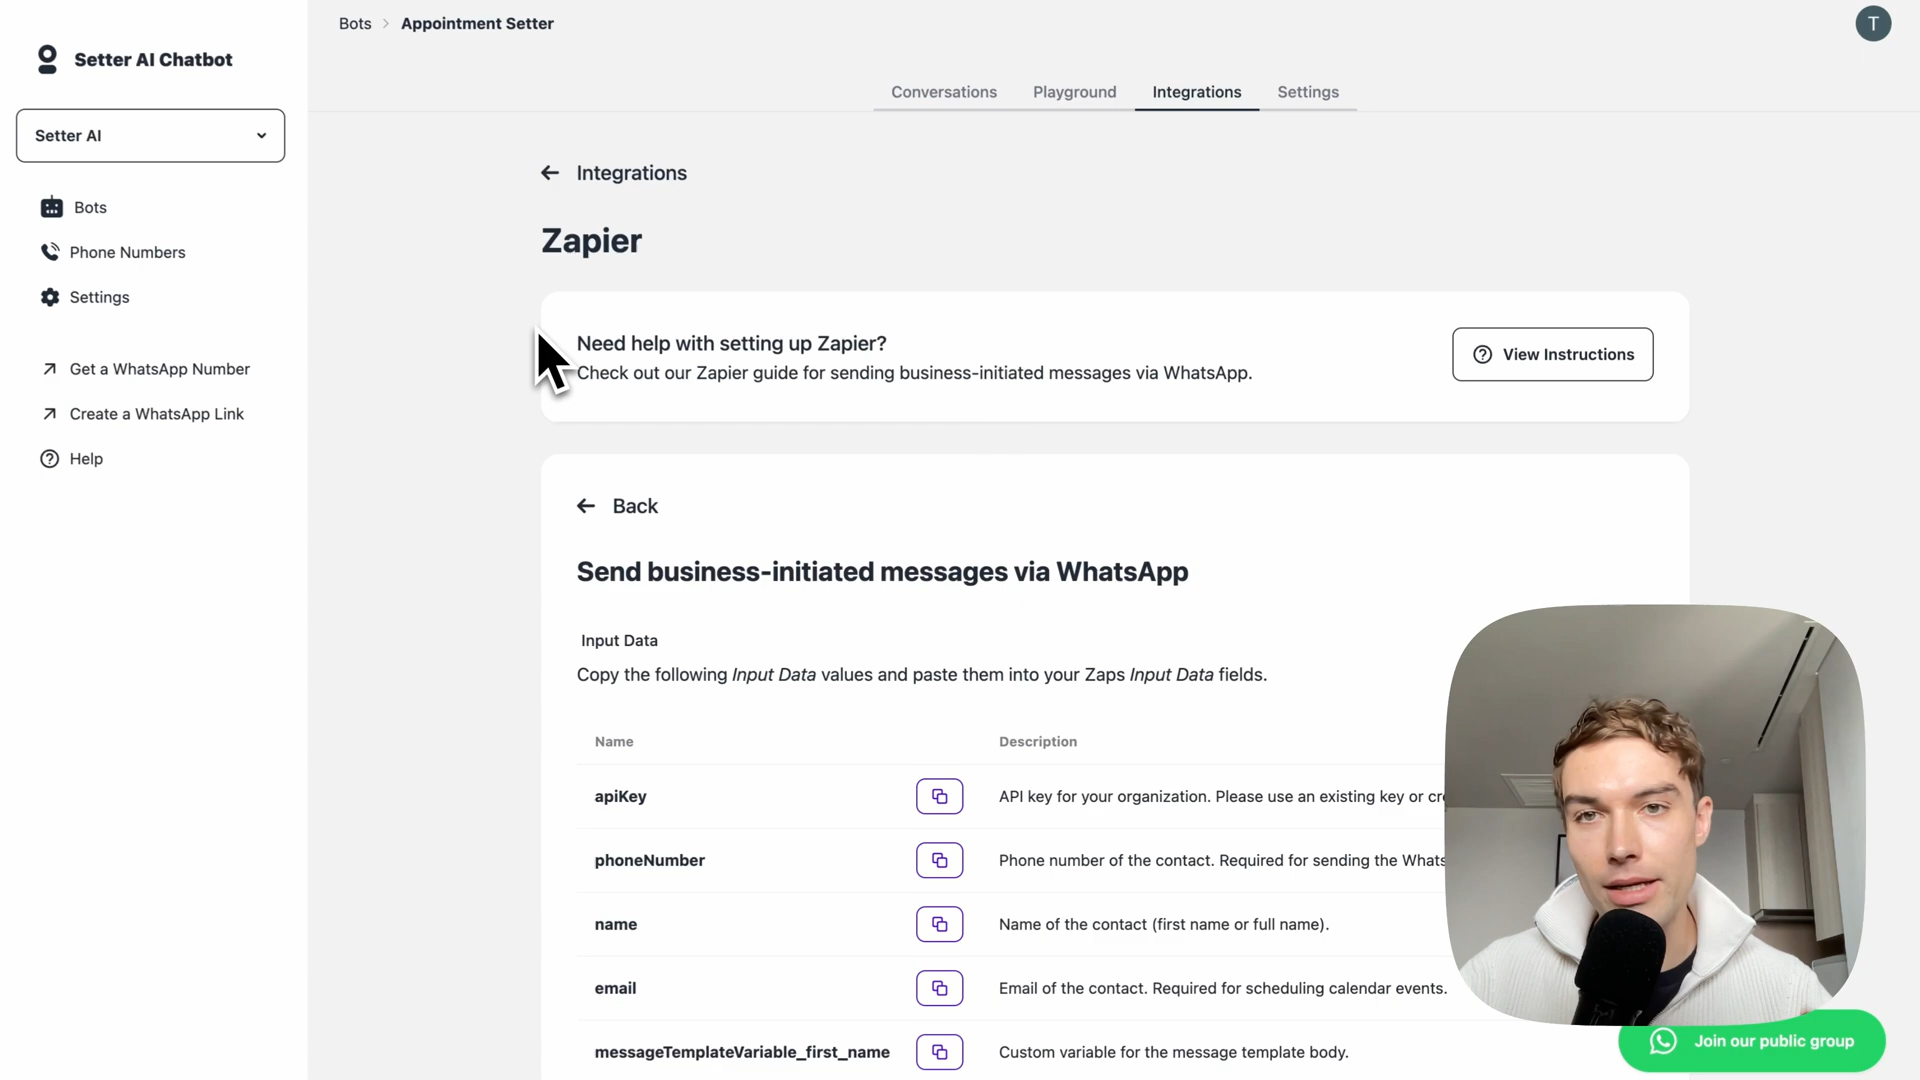 Setter AI Chatbot
Setter AI
Bots
Phone Numbers
Settings
Get a WhatsApp Number
Create a WhatsApp Link
Help
Bots > Appointment Setter
T
Conversations Playground Integrations Settings
← Integrations
Zapier
Need help with setting up Zapier?
Check out our Zapier guide for sending business-initiated messages via WhatsApp.
View Instructions
← Back
Send business-initiated messages via WhatsApp
Input Data
Copy the following Input Data values and paste them into your Zaps Input Data fields.
Name Description
apiKey API key for your organization. Please use an existing key or
phoneNumber Phone number of the contact. Required for sending the
name Name of the contact (first name or full name).
email Email of the contact. Required for scheduling calendar events.
messageTemplateVariable_first_name Custom variable for the message template body.
Join our public group